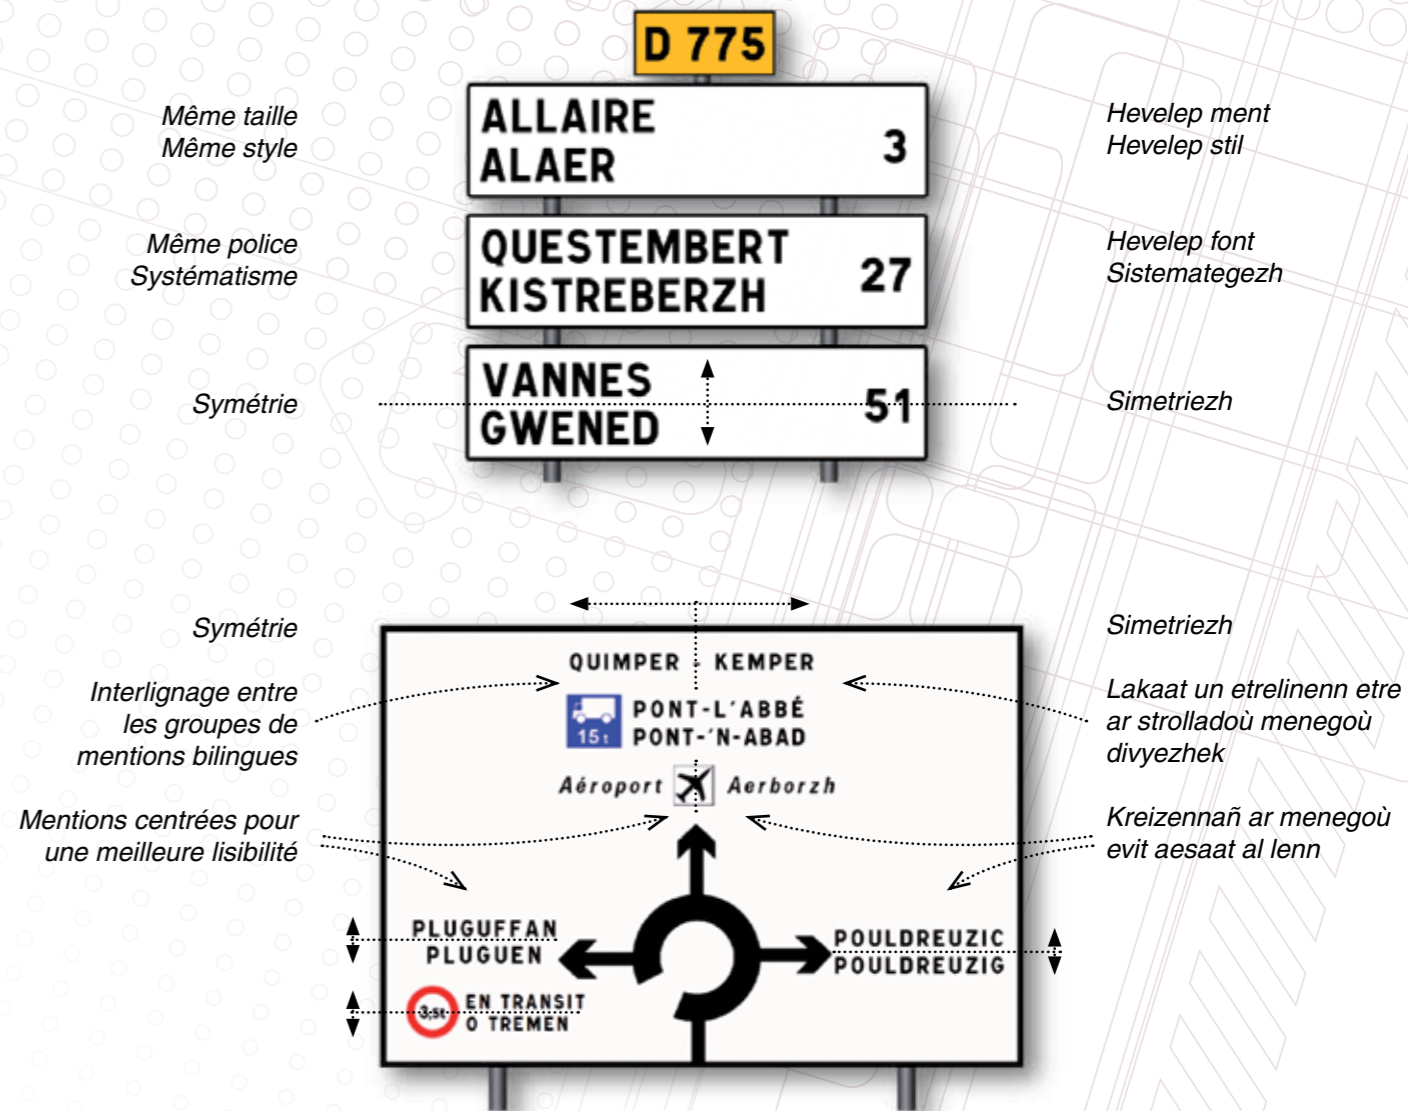 D 775
Même taille
Même style
ALLAIRE
ALAER
3
Hevelep ment
Hevelep stil
Même police
Systématisme
QUESTEMBERT
KISTREBERZH
27
Hevelep font
Sistemategezh
Symétrie
VANNES
GWENED
51
Simetriezh
Symétrie
Simetriezh
QUIMPER - KEMPER
Interlignage entre
les groupes de
mentions bilingues
15 t
PONT-L'ABBÉ
PONT-'N-ABAD
Lakaat un etrelinenn etre
ar strolladoù menegoù
divyezhek
Aéroport Aerborzh
Mentions centrées pour
une meilleure lisibilité
Kreizennañ ar menegoù
evit aesaat al lenn
PLUGUFFAN
PLUGUEN
POULDREUZIC
POULDREUZIG
3,5t
EN TRANSIT
O TREMEN